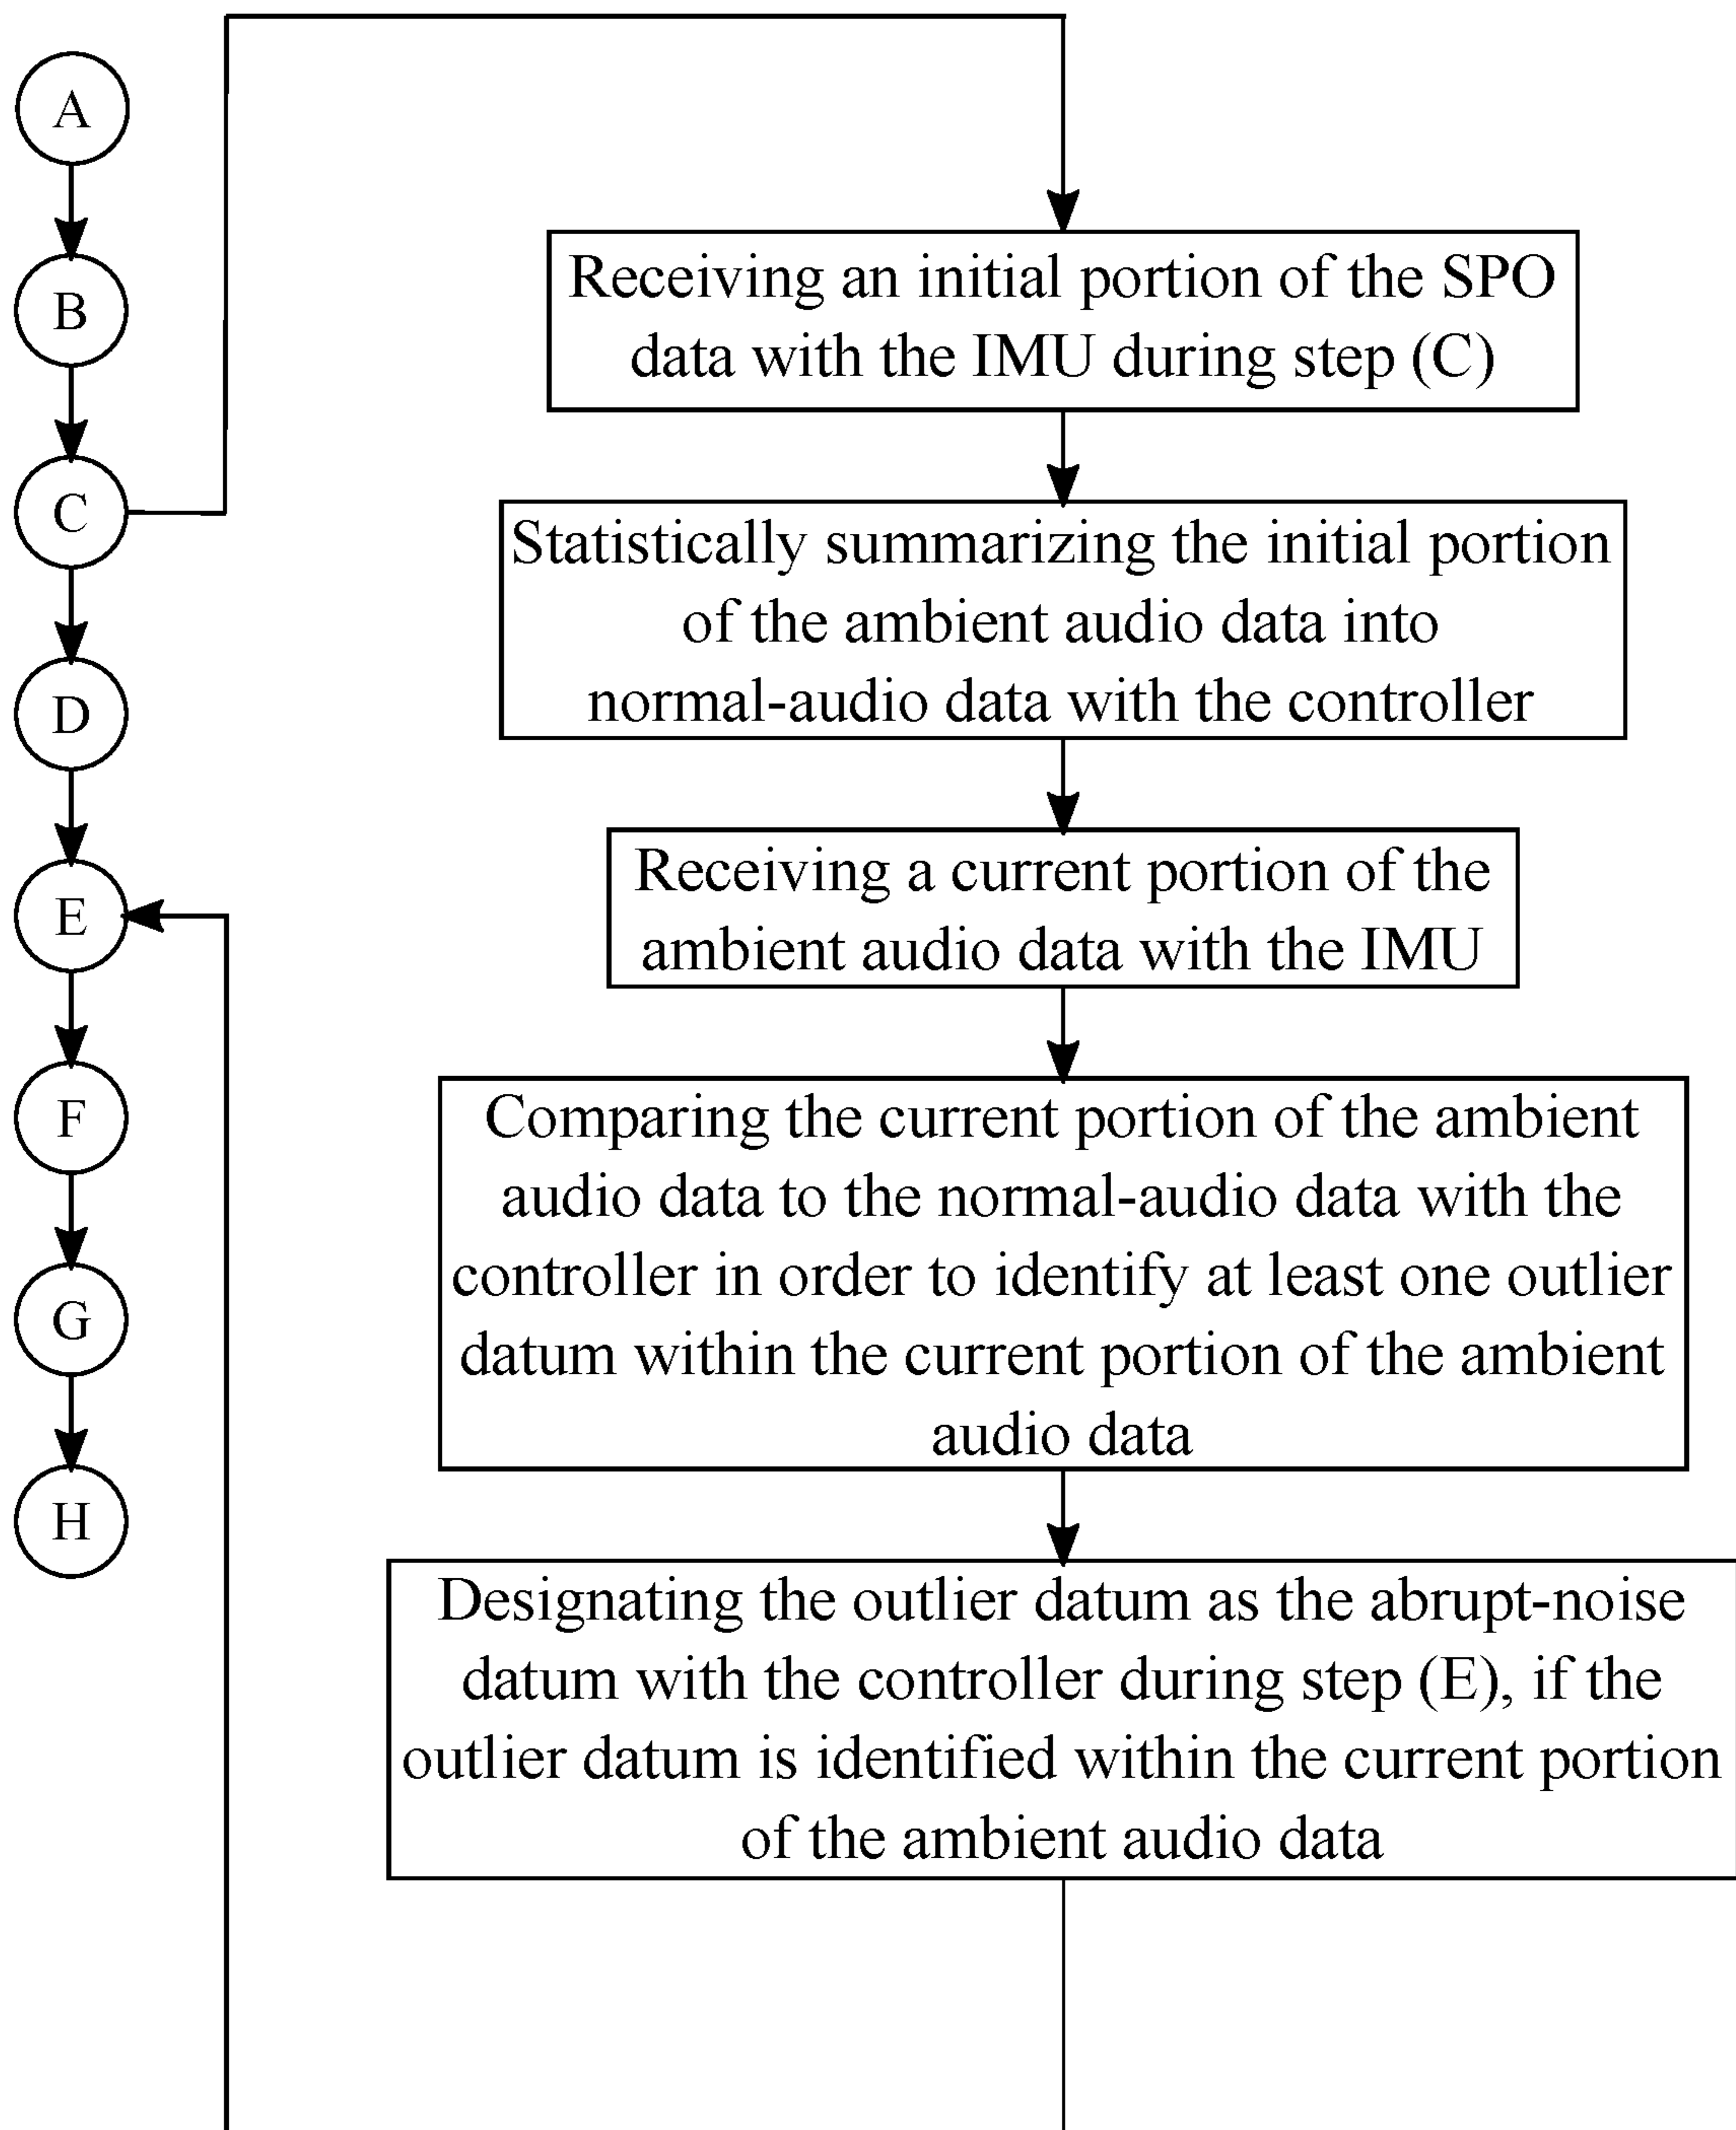 A
B
C
D
E
F
G
H
Receiving an initial portion of the SPO
data with the IMU during step (C)
Statistically summarizing the initial portion
of the ambient audio data into
normal-audio data with the controller
Receiving a current portion of the
ambient audio data with the IMU
Comparing the current portion of the ambient
audio data to the normal-audio data with the
controller in order to identify at least one outlier
datum within the current portion of the ambient
audio data
Designating the outlier datum as the abrupt-noise
datum with the controller during step (E), if the
outlier datum is identified within the current portion
of the ambient audio data